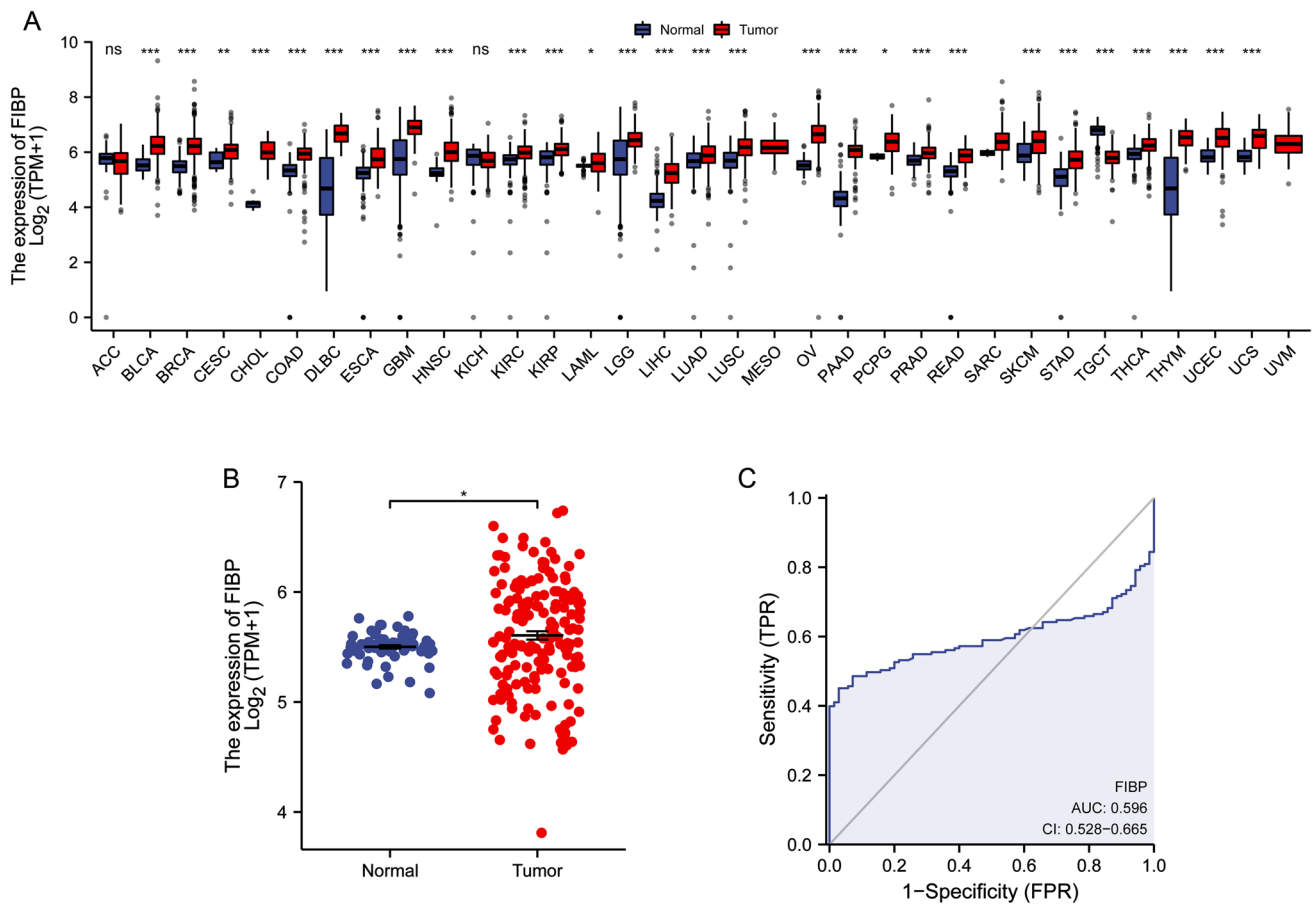 A
Normal Tumor
ns *** *** ** *** *** *** *** *** *** ns *** *** * *** *** *** *** *** *** * *** *** *** *** *** *** *** *** ***
The expression of FIBP
Log₂ (TPM+1)
10
8
6
4
2
0
ACC BLCA BRCA CESC CHOL COAD DLBC ESCA GBM HNSC KICH KIRC KIRP LAML LGG LIHC LUAD LUSC MESO OV PAAD PCPG PRAD READ SARC SKCM STAD TGCT THCA THYM UCEC UCS UVM
B
The expression of FIBP
Log₂ (TPM+1)
7
6
5
4
*
Normal Tumor
C
Sensitivity (TPR)
1.0
0.8
0.6
0.4
0.2
0.0
FIBP
AUC: 0.596
CI: 0.528−0.665
0.0 0.2 0.4 0.6 0.8 1.0
1−Specificity (FPR)